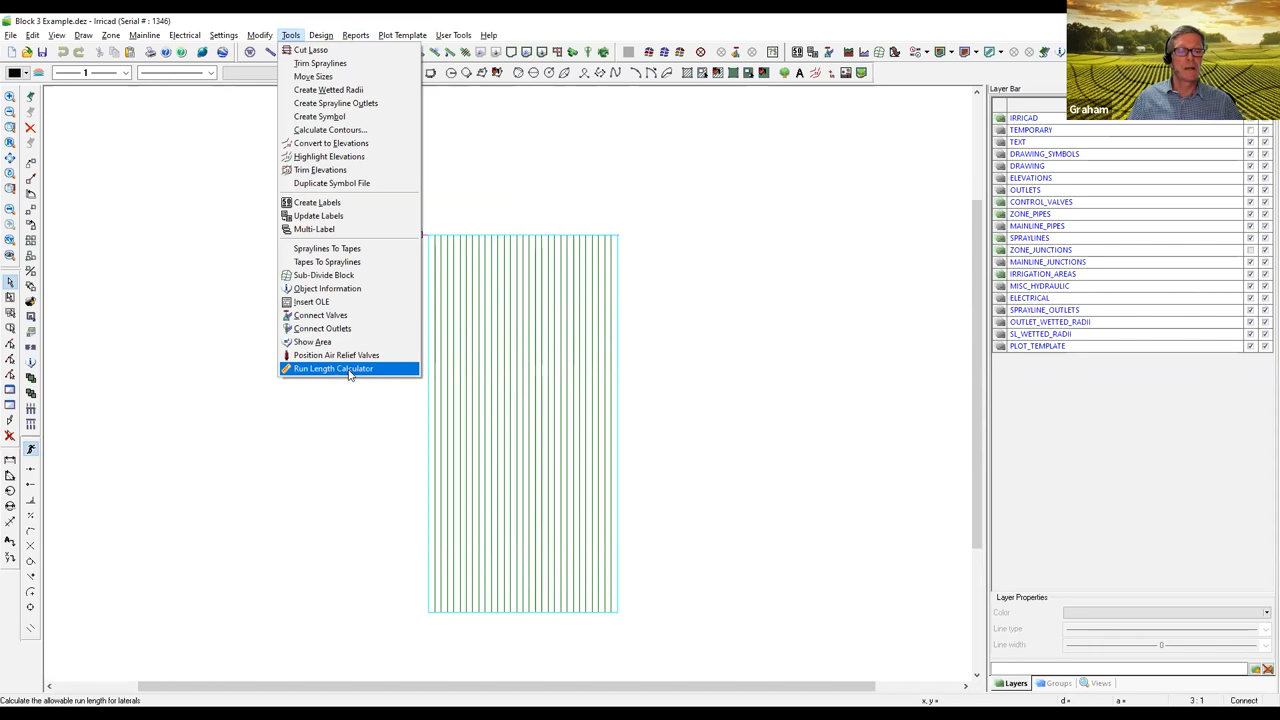 Block 3 Example.dez - Irricad (Serial # : 1346)
File Edit View Draw Zone Mainline Electrical Settings Modify Tools Design Reports Plot Template User Tools Help
1
Cut Lasso
Trim Spraylines
Move Sizes
Create Wetted Radii
Create Sprayline Outlets
Create Symbol
Calculate Contours...
Convert to Elevations
Highlight Elevations
Trim Elevations
Duplicate Symbol File
Create Labels
Update Labels
Multi-Label
Spraylines To Tapes
Tapes To Spraylines
Sub-Divide Block
Object Information
Insert OLE
Connect Valves
Connect Outlets
Show Area
Position Air Relief Valves
Run Length Calculator
Graham
Layer Bar
IRRICAD
TEMPORARY
TEXT
DRAWING_SYMBOLS
DRAWING
ELEVATIONS
OUTLETS
CONTROL_VALVES
ZONE_PIPES
MAINLINE_PIPES
SPRAYLINES
ZONE_JUNCTIONS
MAINLINE_JUNCTIONS
IRRIGATION_AREAS
MISC_HYDRAULIC
ELECTRICAL
SPRAYLINE_OUTLETS
OUTLET_WETTED_RADII
SL_WETTED_RADII
PLOT_TEMPLATE
Layer Properties
Color
Line type
Line width
0
Layers Groups Views
Calculate the allowable run length for laterals
x, y = d = a = 3 : 1 Connect